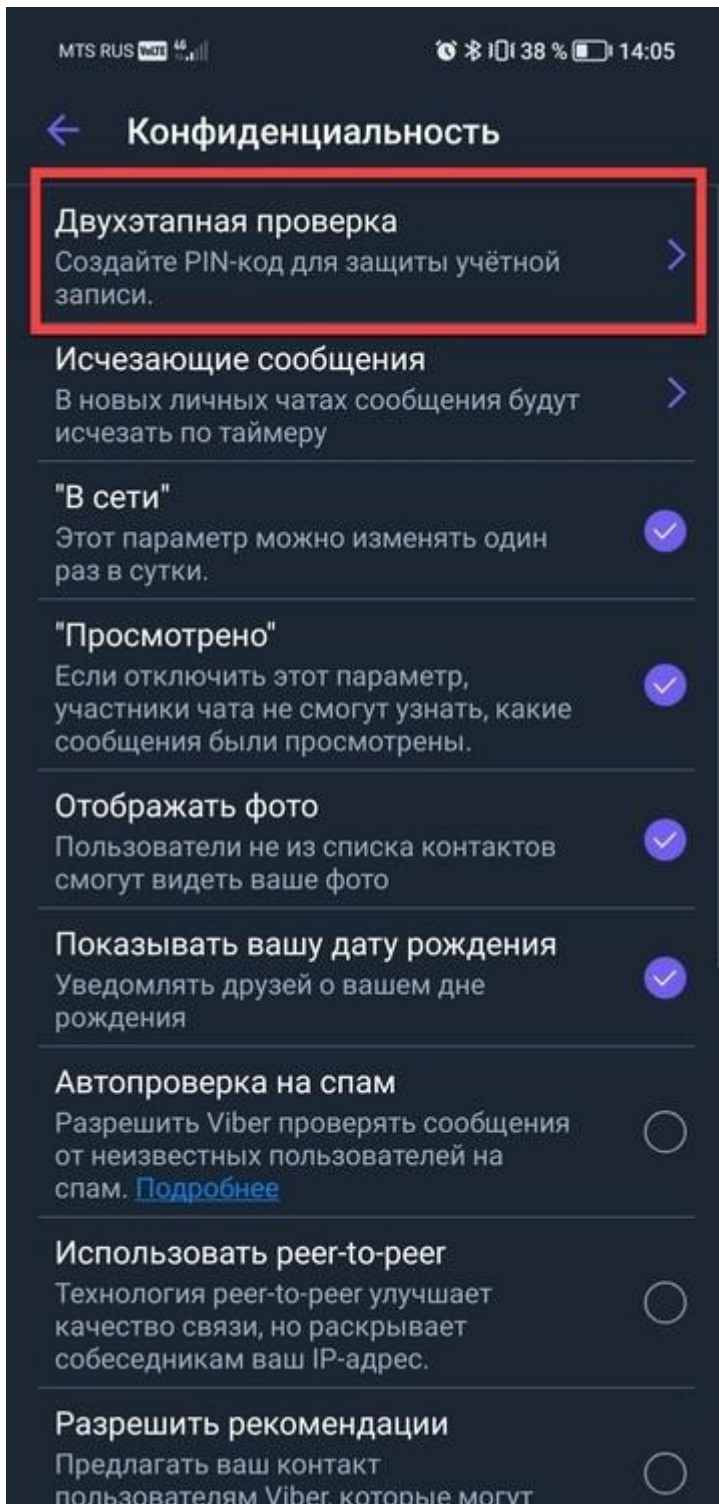 MTS RUS VoLTE 4G 38 % 14:05
Конфиденциальность
Двухэтапная проверка
Создайте PIN-код для защиты учётной
записи.
Исчезающие сообщения
В новых личных чатах сообщения будут
исчезать по таймеру
"В сети"
Этот параметр можно изменять один
раз в сутки.
"Просмотрено"
Если отключить этот параметр,
участники чата не смогут узнать, какие
сообщения были просмотрены.
Отображать фото
Пользователи не из списка контактов
смогут видеть ваше фото
Показывать вашу дату рождения
Уведомлять друзей о вашем дне
рождения
Автопроверка на спам
Разрешить Viber проверять сообщения
от неизвестных пользователей на
спам. Подробнее
Использовать peer-to-peer
Технология peer-to-peer улучшает
качество связи, но раскрывает
собеседникам ваш IP-адрес.
Разрешить рекомендации
Предлагать ваш контакт
пользователям Viber, которые могут